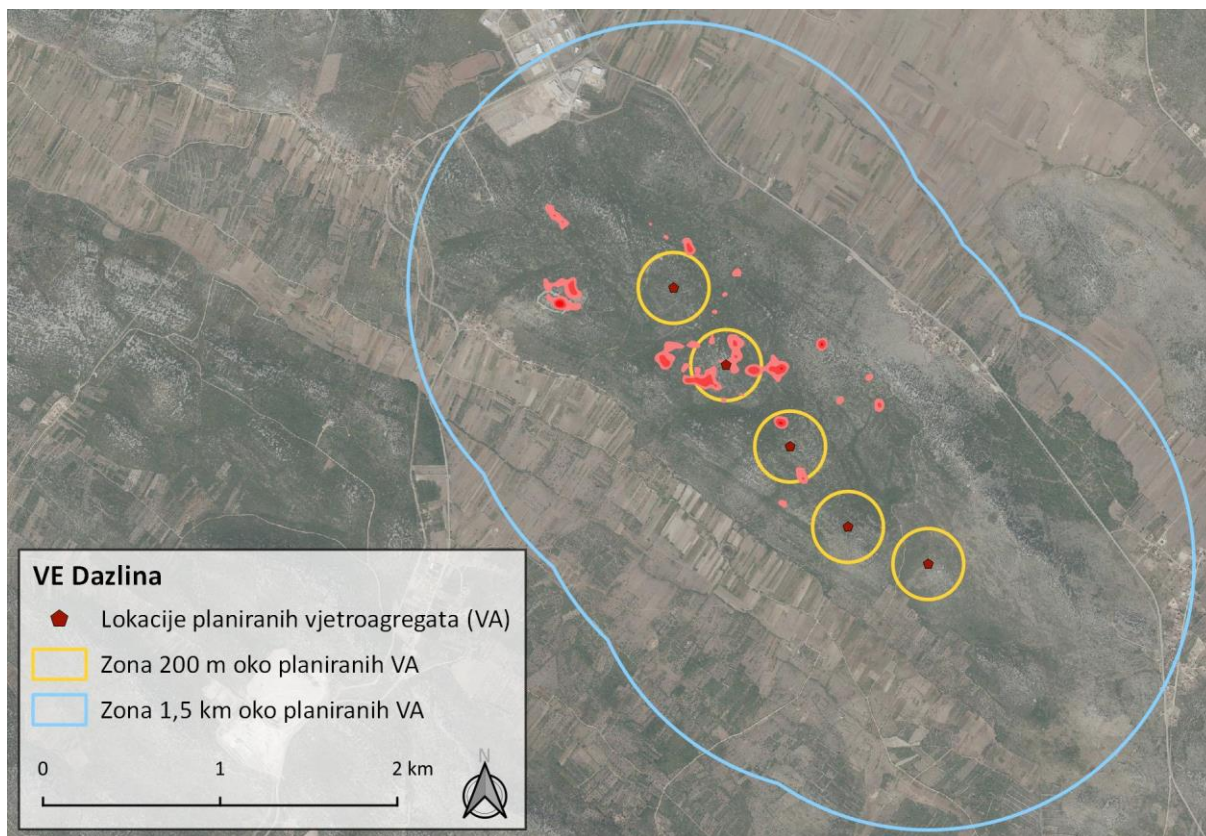 VE Dazlina
Lokacije planiranih vjetroagregata (VA)
Zona 200 m oko planiranih VA
Zona 1,5 km oko planiranih VA
0 1 2 km
N